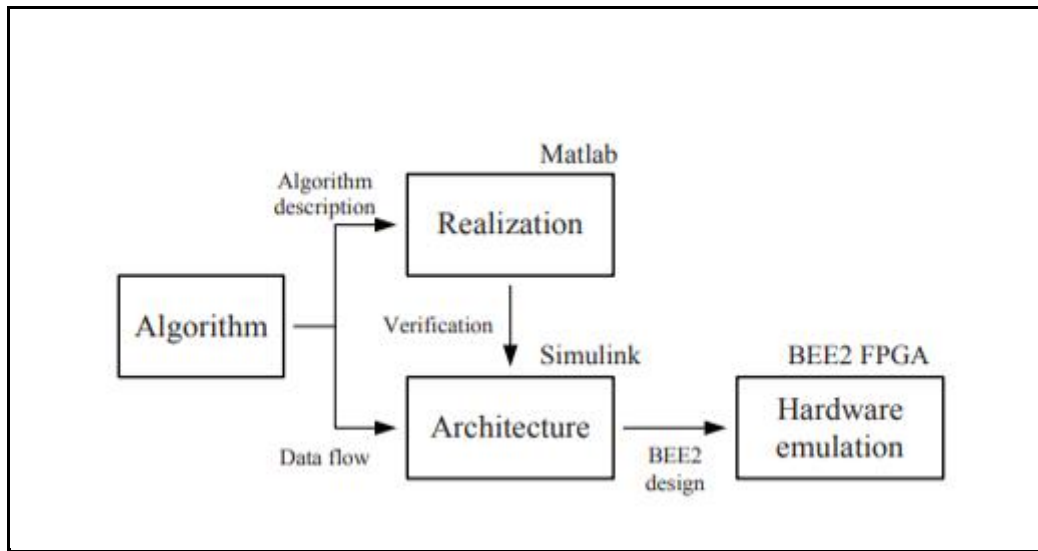 Matlab
Algorithm
description
Realization
Algorithm
Verification
Simulink
BEE2 FPGA
Architecture
Hardware
emulation
Data flow
BEE2
design